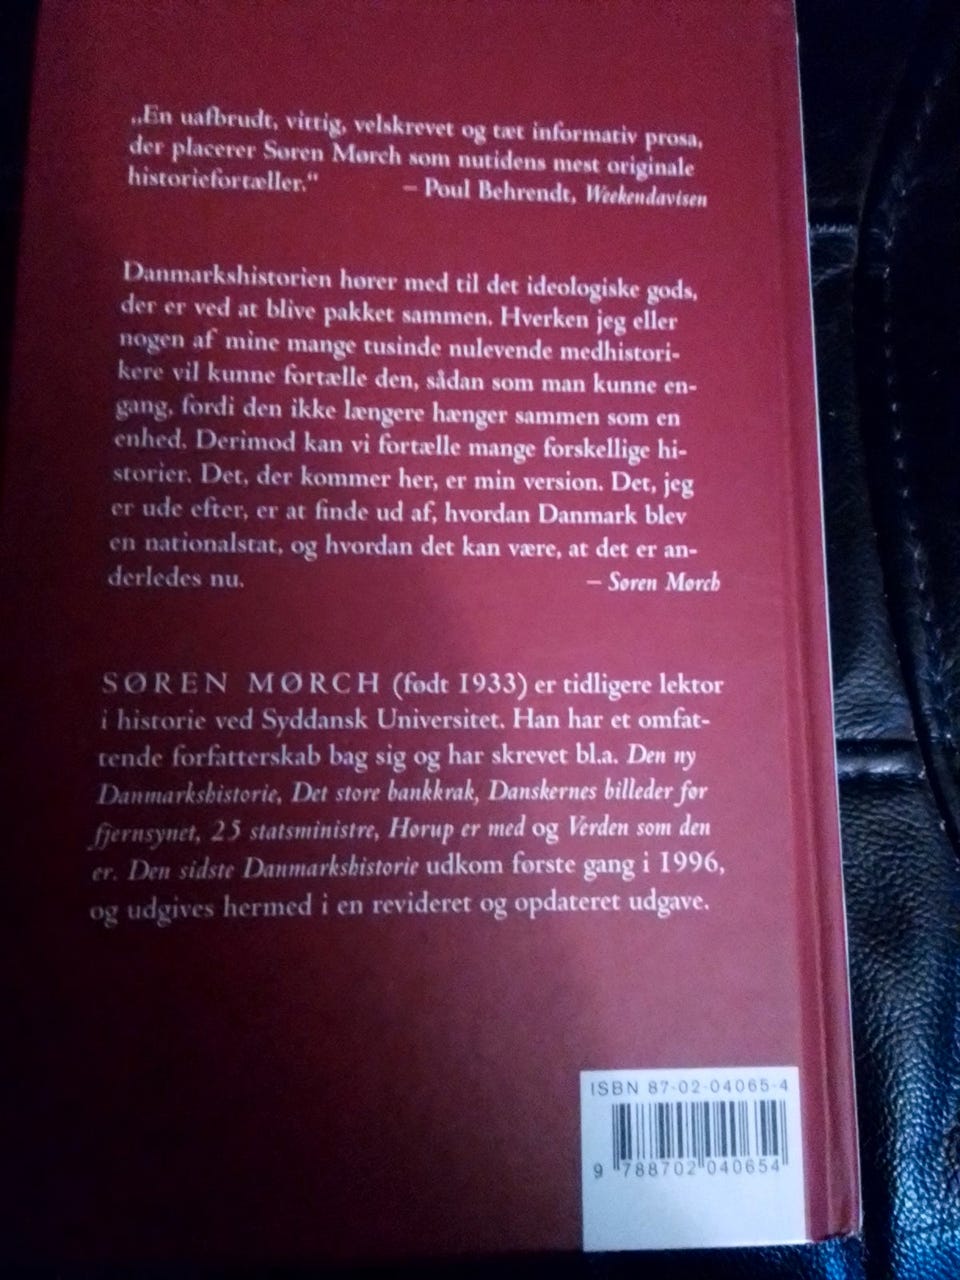 „En uafbrudt, vittig, velskrevet og tæt informativ prosa,
der placerer Søren Mørch som nutidens mest originale
historiefortæller.“ – Poul Behrendt, Weekendavisen
Danmarkshistorien hører med til det ideologiske gods,
der er ved at blive pakket sammen. Hverken jeg eller
nogen af mine mange tusinde nulevende medhistori-
kere vil kunne fortælle den, sådan som man kunne en-
gang, fordi den ikke længere hænger sammen som en
enhed. Derimod kan vi fortælle mange forskellige hi-
storier. Det, der kommer her, er min version. Det, jeg
er ude efter, er at finde ud af, hvordan Danmark blev
en nationalstat, og hvordan det kan være, at det er an-
derledes nu. – Søren Mørch
SØREN MØRCH (født 1933) er tidligere lektor
i historie ved Syddansk Universitet. Han har et omfat-
tende forfatterskab bag sig og har skrevet bl.a. Den ny
Danmarkshistorie, Det store bankkrak, Danskernes billeder før
fjernsynet, 25 statsministre, Hørup er med og Verden som den
er. Den sidste Danmarkshistorie udkom første gang i 1996,
og udgives hermed i en revideret og opdateret udgave.
ISBN 87-02-04065-4
9 788702 040654